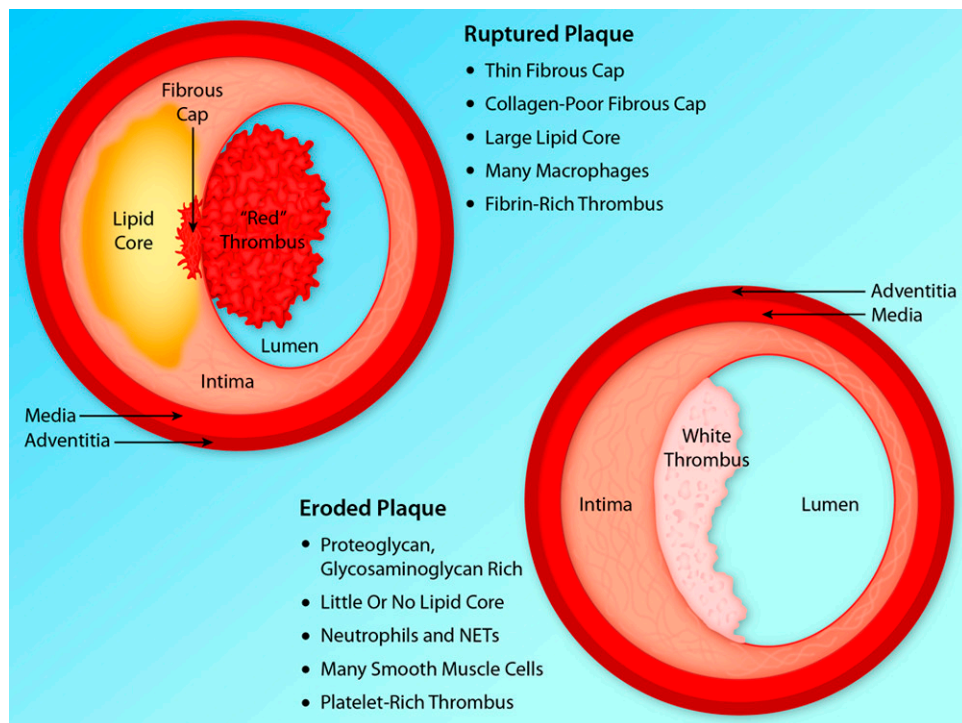 Ruptured Plaque
• Thin Fibrous Cap
• Collagen-Poor Fibrous Cap
• Large Lipid Core
• Many Macrophages
• Fibrin-Rich Thrombus
Fibrous
Cap
Lipid
Core
"Red"
Thrombus
Lumen
Intima
Media
Adventitia
Adventitia
Media
White
Thrombus
Intima
Lumen
Eroded Plaque
• Proteoglycan,
Glycosaminoglycan Rich
• Little Or No Lipid Core
• Neutrophils and NETs
• Many Smooth Muscle Cells
• Platelet-Rich Thrombus